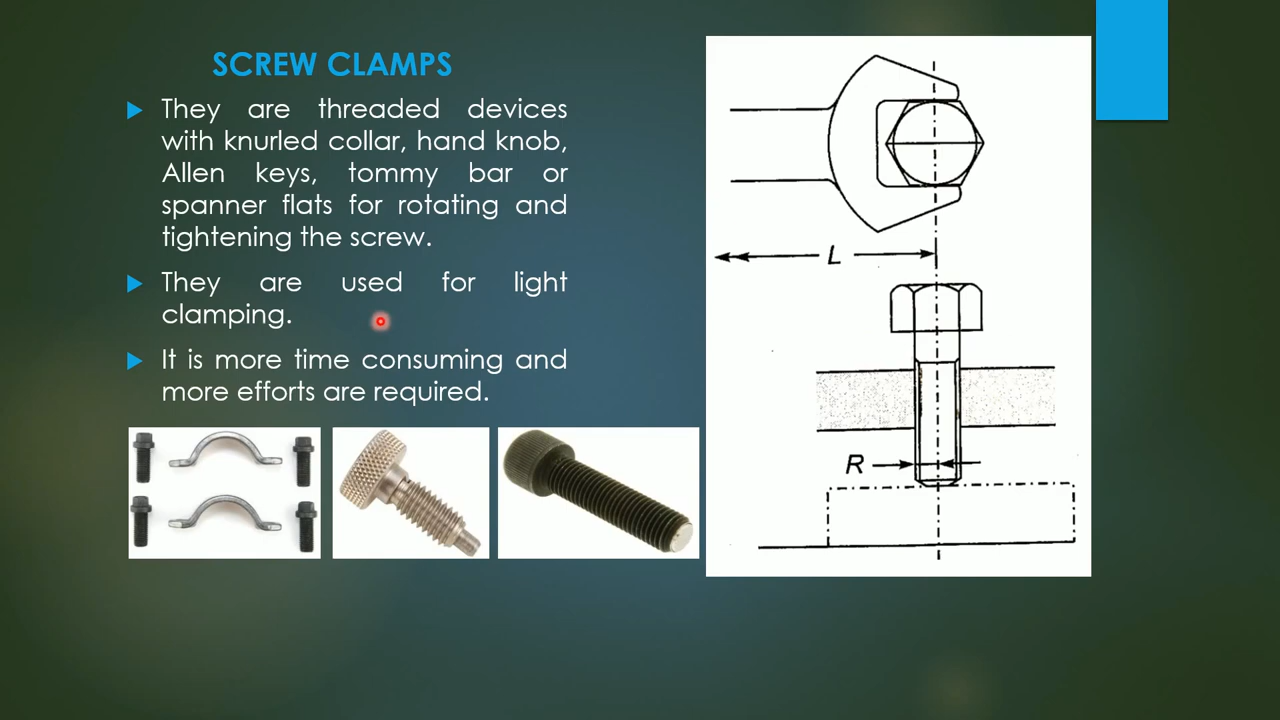 SCREW CLAMPS
They are threaded devices
with knurled collar, hand knob,
Allen keys, tommy bar or
spanner flats for rotating and
tightening the screw.
They are used for light
clamping.
It is more time consuming and
more efforts are required.
L
R